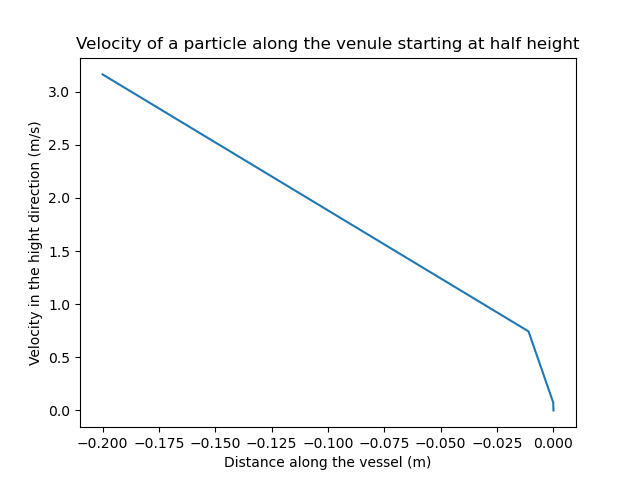 Velocity of a particle along the venule starting at half height
Velocity in the hight direction (m/s)
3.0
2.5
2.0
1.5
1.0
0.5
0.0
−0.200 −0.175 −0.150 −0.125 −0.100 −0.075 −0.050 −0.025 0.000
Distance along the vessel (m)